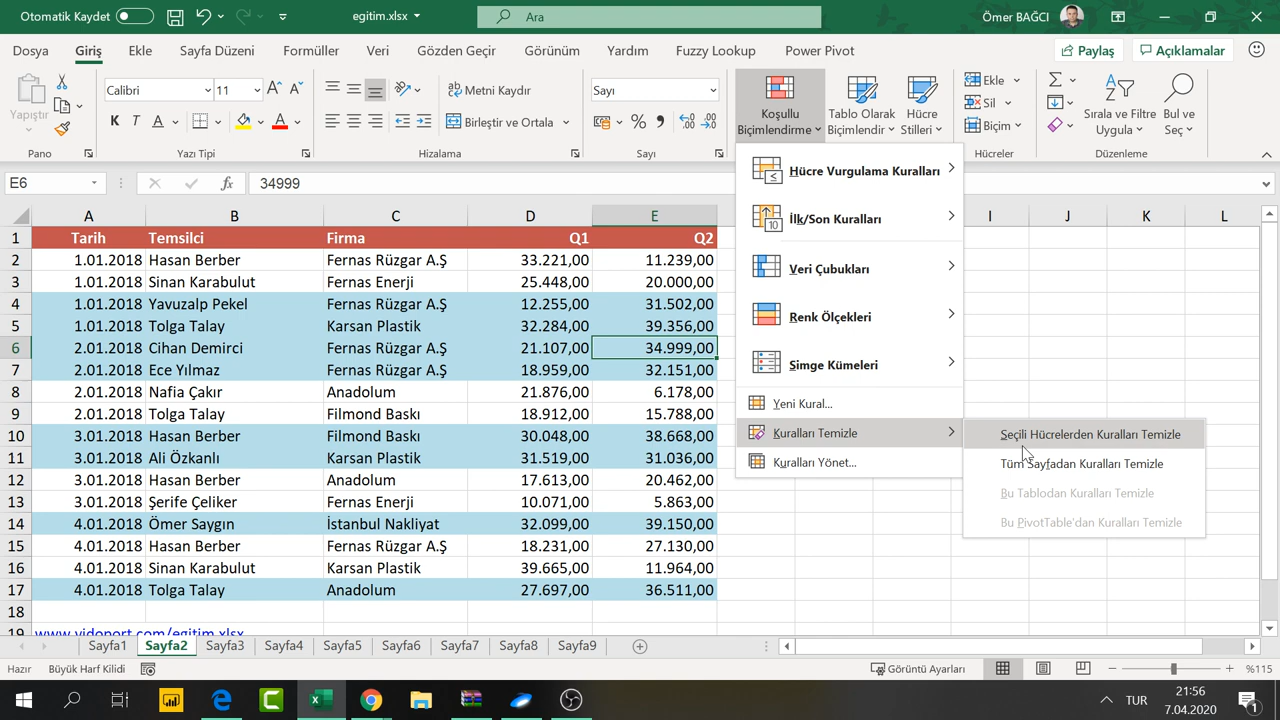 Otomatik Kaydet
egitim.xlsx
Ara
Ömer BAĞCI
Dosya Giriş Ekle Sayfa Düzeni Formüller Veri Gözden Geçir Görünüm Yardım Fuzzy Lookup Power Pivot Paylaş Açıklamalar
Yapıştır
Calibri 11
K T A
Metni Kaydır
Birleştir ve Ortala
Sayı
Koşullu Biçimlendirme
Tablo Olarak Biçimlendir
Hücre Stilleri
Ekle
Sil
Biçim
Sırala ve Filtre Uygula
Bul ve Seç
Pano Yazı Tipi Hizalama Sayı Hücreler Düzenleme
E6 fx 34999
A B C D E I J K L
1 Tarih Temsilci Firma Q1 Q2
2 1.01.2018 Hasan Berber Fernas Rüzgar A.Ş 33.221,00 11.239,00
3 1.01.2018 Sinan Karabulut Fernas Enerji 25.448,00 20.000,00
4 1.01.2018 Yavuzalp Pekel Fernas Rüzgar A.Ş 12.255,00 31.502,00
5 1.01.2018 Tolga Talay Karsan Plastik 32.284,00 39.356,00
6 2.01.2018 Cihan Demirci Fernas Rüzgar A.Ş 21.107,00 34.999,00
7 2.01.2018 Ece Yılmaz Fernas Rüzgar A.Ş 18.959,00 32.151,00
8 2.01.2018 Nafia Çakır Anadolum 21.876,00 6.178,00
9 2.01.2018 Tolga Talay Filmond Baskı 18.912,00 15.788,00
10 3.01.2018 Hasan Berber Filmond Baskı 30.048,00 38.668,00
11 3.01.2018 Ali Özkanlı Karsan Plastik 31.519,00 31.036,00
12 3.01.2018 Hasan Berber Anadolum 17.613,00 20.462,00
13 3.01.2018 Şerife Çeliker Fernas Enerji 10.071,00 5.863,00
14 4.01.2018 Ömer Saygın İstanbul Nakliyat 32.099,00 39.150,00
15 4.01.2018 Hasan Berber Fernas Rüzgar A.Ş 18.231,00 27.130,00
16 4.01.2018 Sinan Karabulut Karsan Plastik 39.665,00 11.964,00
17 4.01.2018 Tolga Talay Anadolum 27.697,00 36.511,00
18
19 www.vidoport.com/egitim.xlsx
Hücre Vurgulama Kuralları
İlk/Son Kuralları
Veri Çubukları
Renk Ölçekleri
Simge Kümeleri
Yeni Kural...
Kuralları Temizle
Kuralları Yönet...
Seçili Hücrelerden Kuralları Temizle
Tüm Sayfadan Kuralları Temizle
Bu Tablodan Kuralları Temizle
Bu PivotTable'dan Kuralları Temizle
Sayfa1 Sayfa2 Sayfa3 Sayfa4 Sayfa5 Sayfa6 Sayfa7 Sayfa8 Sayfa9
Hazır Büyük Harf Kilidi Görüntü Ayarları %115
TUR
21:56
7.04.2020
1